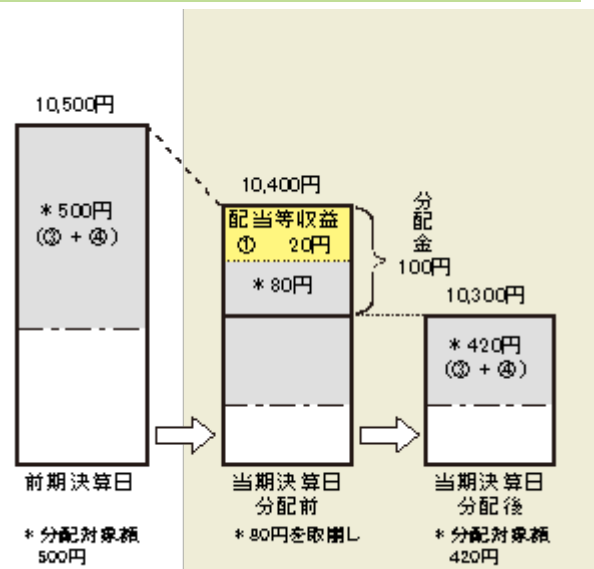 10,500円
*500円
(③ + ④)
前期決算日
* 分配対象額
500円
10,400円
配当等収益
① 20円
*80円
分配金
100円
当期決算日
分配前
*80円を取崩し
10,300円
*420円
(③ + ④)
当期決算日
分配後
* 分配対象額
420円